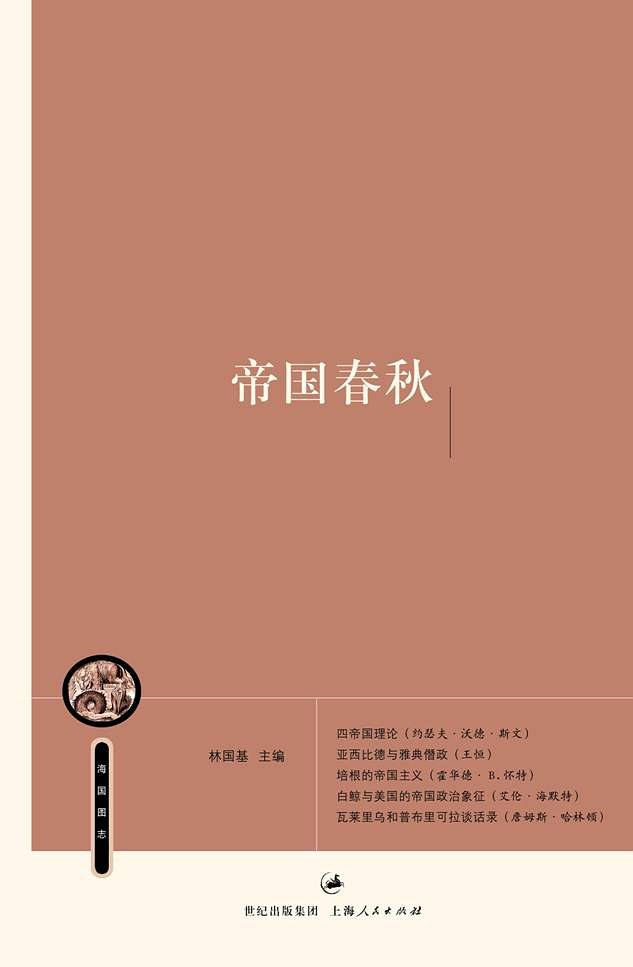 帝国春秋
林国基 主编
四帝国理论（约瑟夫·沃德·斯文）
亚西比德与雅典僭政（王恒）
培根的帝国主义（霍华德·B.怀特）
白鲸与美国的帝国政治象征（艾伦·海默特）
瓦莱里乌和普布里可拉谈话录（詹姆斯·哈林顿）
海国图志
世纪出版集团 上海人民出版社